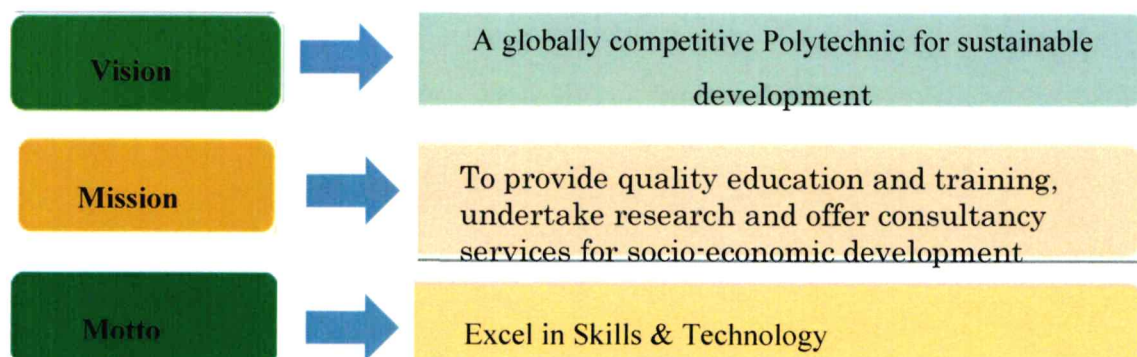 Vision
A globally competitive Polytechnic for sustainable
development
Mission
To provide quality education and training,
undertake research and offer consultancy
services for socio-economic development
Motto
Excel in Skills & Technology